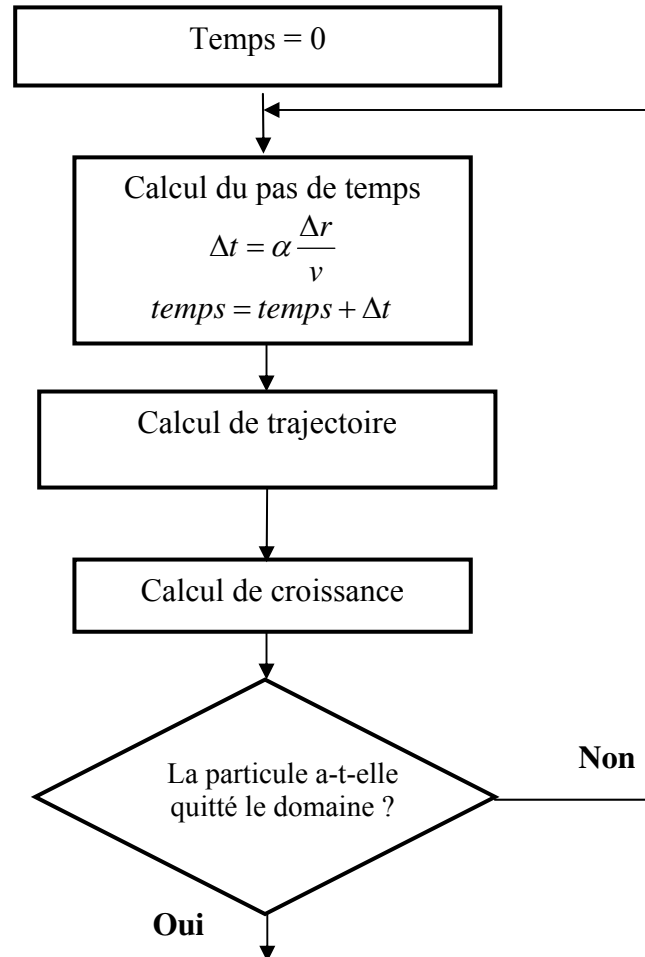 Temps = 0
Calcul du pas de temps
Δt = α Δr / v
temps = temps + Δt
Calcul de trajectoire
Calcul de croissance
La particule a-t-elle
quitté le domaine ?
Non
Oui